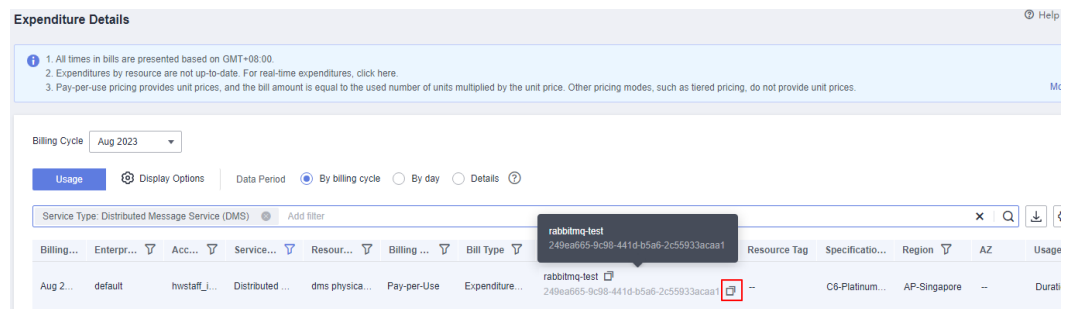 Expenditure Details
Help
1. All times in bills are presented based on GMT+08:00.
2. Expenditures by resource are not up-to-date. For real-time expenditures, click here.
3. Pay-per-use pricing provides unit prices, and the bill amount is equal to the used number of units multiplied by the unit price. Other pricing modes, such as tiered pricing, do not provide unit prices.
Mo
Billing Cycle Aug 2023
Usage Display Options Data Period By billing cycle By day Details
Service Type: Distributed Message Service (DMS) Add filter
rabbitmq-test
249ea665-9c98-441d-b5a6-2c55933acaa1
Billing... Enterpr... Acc... Service... Resour... Billing ... Bill Type Resource Tag Specificatio... Region AZ Usage
rabbitmq-test
Aug 2... default hwstaff_i... Distributed ... dms physica... Pay-per-Use Expenditure... 249ea665-9c98-441d-b5a6-2c55933acaa1 -- C6-Platinum... AP-Singapore -- Durati